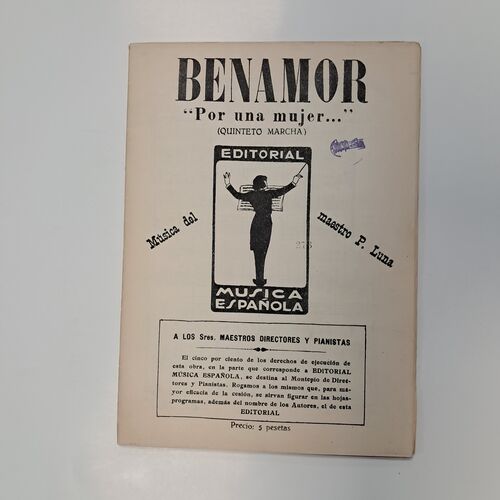 BENAMOR
"Por una mujer..."
(QUINTETO MARCHA)
EDITORIAL
Música del
maestro P. Luna
273
MUSICA
ESPAÑOLA
A LOS Sres. MAESTROS DIRECTORES Y PIANISTAS
El cinco por ciento de los derechos de ejecución de
esta obra, en la parte que corresponde a EDITORIAL
MÚSICA ESPAÑOLA, se destina al Montepío de Direc-
tores y Pianistas. Rogamos a los mismos que, para ma-
yor eficacia de la cesión, se sirvan figurar en las hojas-
programas, además del nombre de los Autores, el de esta
EDITORIAL
Precio: 5 pesetas